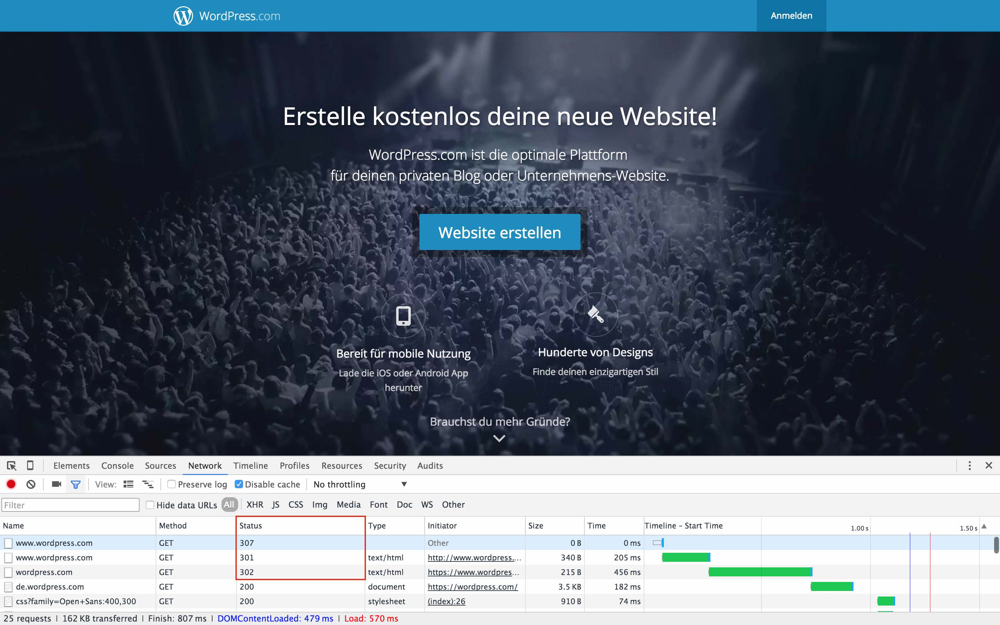 WordPress.com
Anmelden
Erstelle kostenlos deine neue Website!
WordPress.com ist die optimale Plattform
für deinen privaten Blog oder Unternehmens-Website.
Website erstellen
Bereit für mobile Nutzung
Lade die iOS oder Android App
herunter
Hunderte von Designs
Finde deinen einzigartigen Stil
Brauchst du mehr Gründe?
Elements Console Sources Network Timeline Profiles Resources Security Audits
View: Preserve log Disable cache No throttling
Filter Hide data URLs All XHR JS CSS Img Media Font Doc WS Other
Name Method Status Type Initiator Size Time Timeline – Start Time 1.00 s 1.50 s
www.wordpress.com GET 307 Other 0 B 0 ms
www.wordpress.com GET 301 text/html http://www.wordpress.… 340 B 205 ms
wordpress.com GET 302 text/html https://www.wordpres… 215 B 456 ms
de.wordpress.com GET 200 document https://wordpress.com/ 3.5 KB 182 ms
css?family=Open+Sans:400,300 GET 200 stylesheet (index):26 910 B 74 ms
25 requests | 162 KB transferred | Finish: 807 ms | DOMContentLoaded: 479 ms | Load: 570 ms